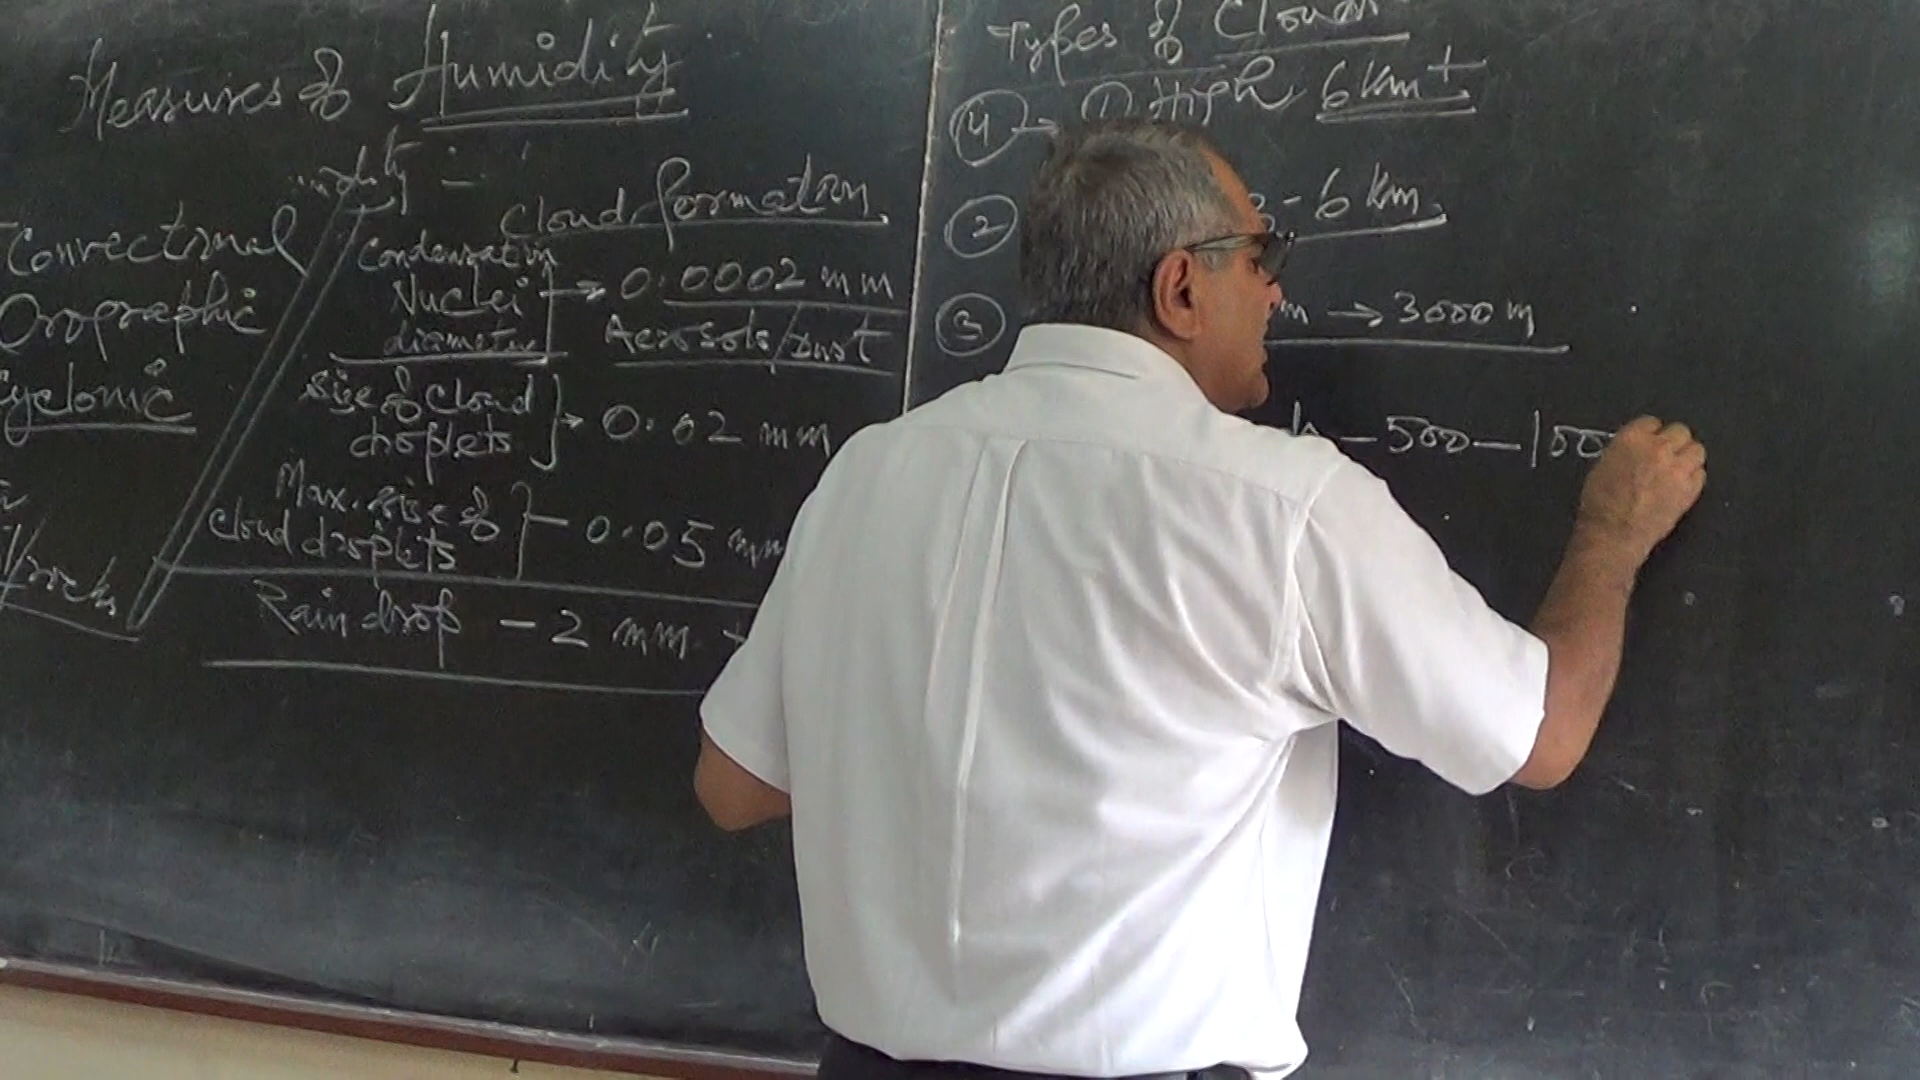 Measures of Humidity
Cloud formation
Convectional
Orographic
Cyclonic
Condensation
Nuclei
diameter
→ 0.0002 mm
Aerosols/Dust
size of cloud
droplets
→ 0.02 mm
Max. size of
cloud droplets
- 0.05 mm
Rain drop - 2 mm +
Types of Clouds
④ → ① High 6 km+
② 3-6 km
③ m → 3000 m
- 500 - 100